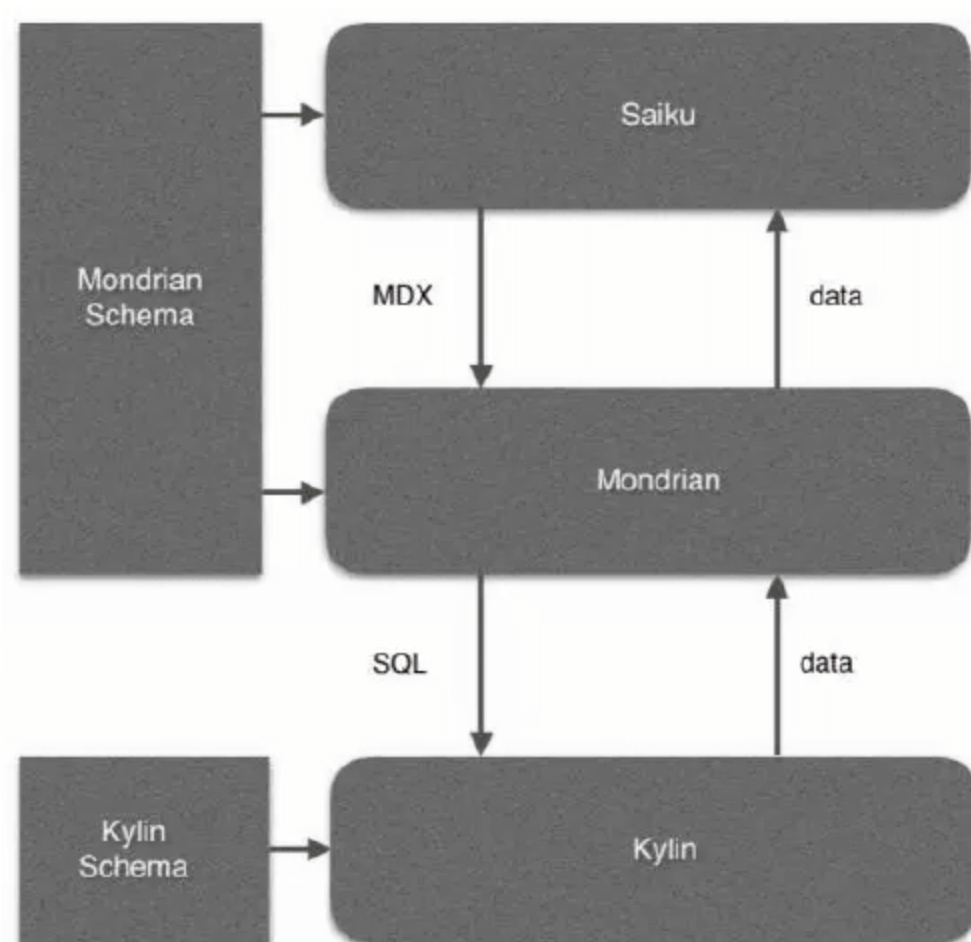 Saiku
Mondrian
Schema
MDX
data
Mondrian
SQL
data
Kylin
Schema
Kylin